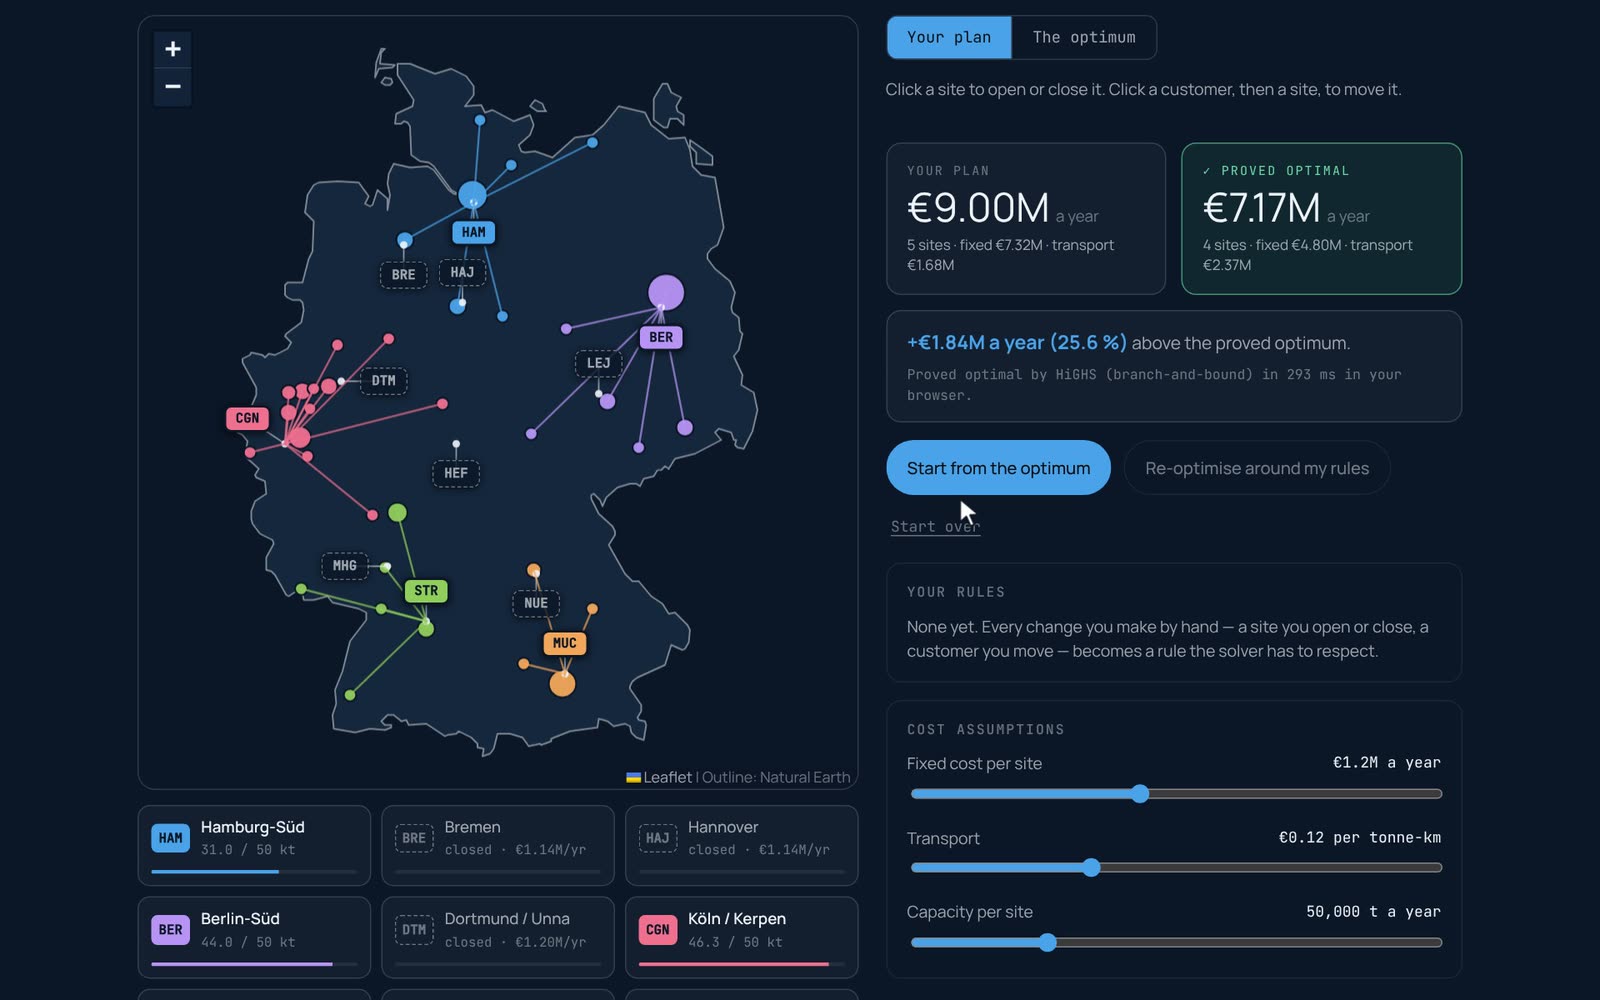 +
−
HAM
BRE
HAJ
BER
LEJ
DTM
CGN
HEF
MHG
STR
NUE
MUC
Leaflet | Outline: Natural Earth
HAM
Hamburg-Süd
31.0 / 50 kt
BRE
Bremen
closed · €1.14M/yr
HAJ
Hannover
closed · €1.14M/yr
BER
Berlin-Süd
44.0 / 50 kt
DTM
Dortmund / Unna
closed · €1.20M/yr
CGN
Köln / Kerpen
46.3 / 50 kt
Your plan
The optimum
Click a site to open or close it. Click a customer, then a site, to move it.
YOUR PLAN
€9.00M a year
5 sites · fixed €7.32M · transport
€1.68M
✓ PROVED OPTIMAL
€7.17M a year
4 sites · fixed €4.80M · transport
€2.37M
+€1.84M a year (25.6 %) above the proved optimum.
Proved optimal by HiGHS (branch-and-bound) in 293 ms in your
browser.
Start from the optimum
Re-optimise around my rules
Start over
YOUR RULES
None yet. Every change you make by hand — a site you open or close, a
customer you move — becomes a rule the solver has to respect.
COST ASSUMPTIONS
Fixed cost per site
€1.2M a year
Transport
€0.12 per tonne-km
Capacity per site
50,000 t a year